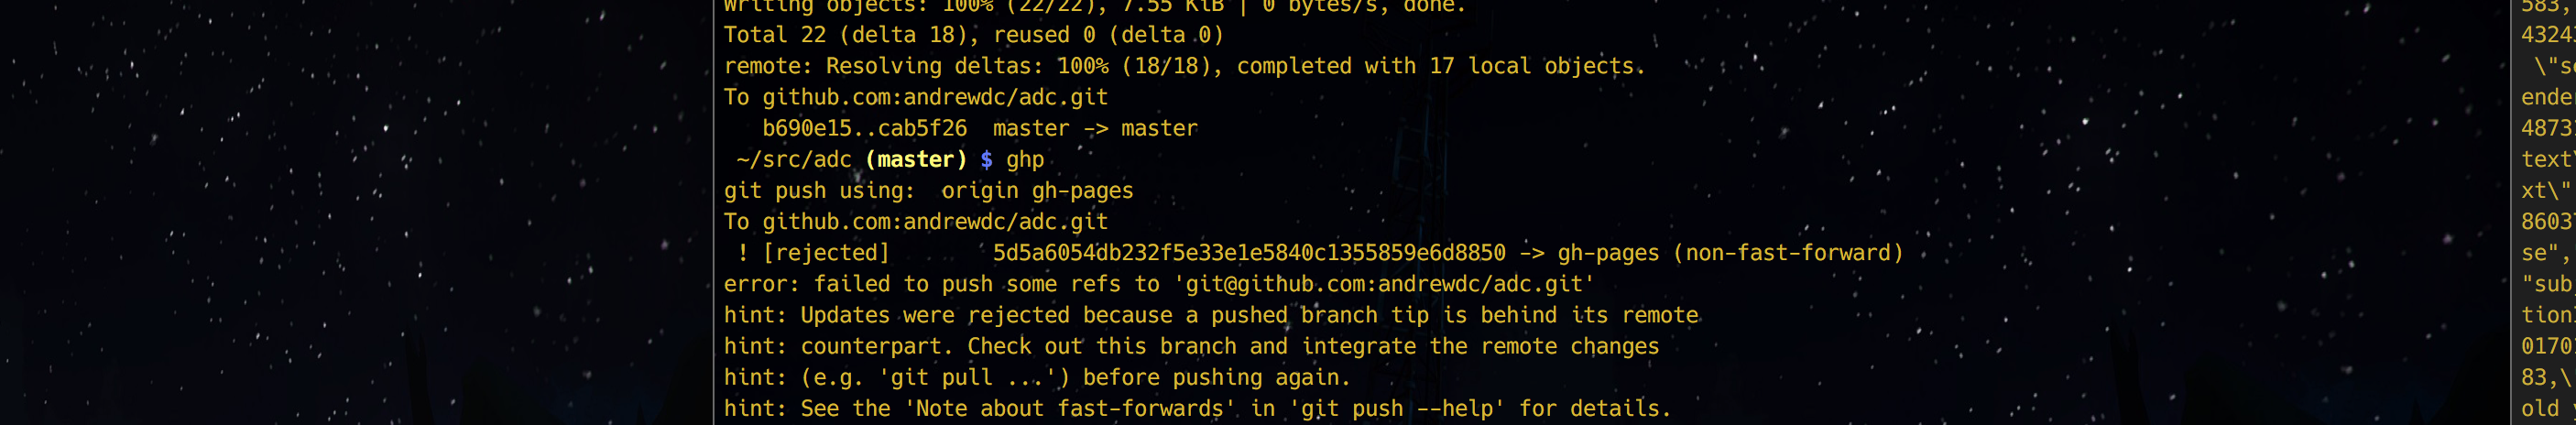 Writing objects: 100% (22/22), 7.55 KiB | 0 bytes/s, done.
Total 22 (delta 18), reused 0 (delta 0)
remote: Resolving deltas: 100% (18/18), completed with 17 local objects.
To github.com:andrewdc/adc.git
b690e15..cab5f26  master -> master
~/src/adc (master) $ ghp
git push using:  origin gh-pages
To github.com:andrewdc/adc.git
! [rejected]        5d5a6054db232f5e33e1e5840c1355859e6d8850 -> gh-pages (non-fast-forward)
error: failed to push some refs to 'git@github.com:andrewdc/adc.git'
hint: Updates were rejected because a pushed branch tip is behind its remote
hint: counterpart. Check out this branch and integrate the remote changes
hint: (e.g. 'git pull ...') before pushing again.
hint: See the 'Note about fast-forwards' in 'git push --help' for details.
583,
4324
\"s
ende
4873
text\
xt\"
8603
se",
"sub
tion
0170
83,\
old